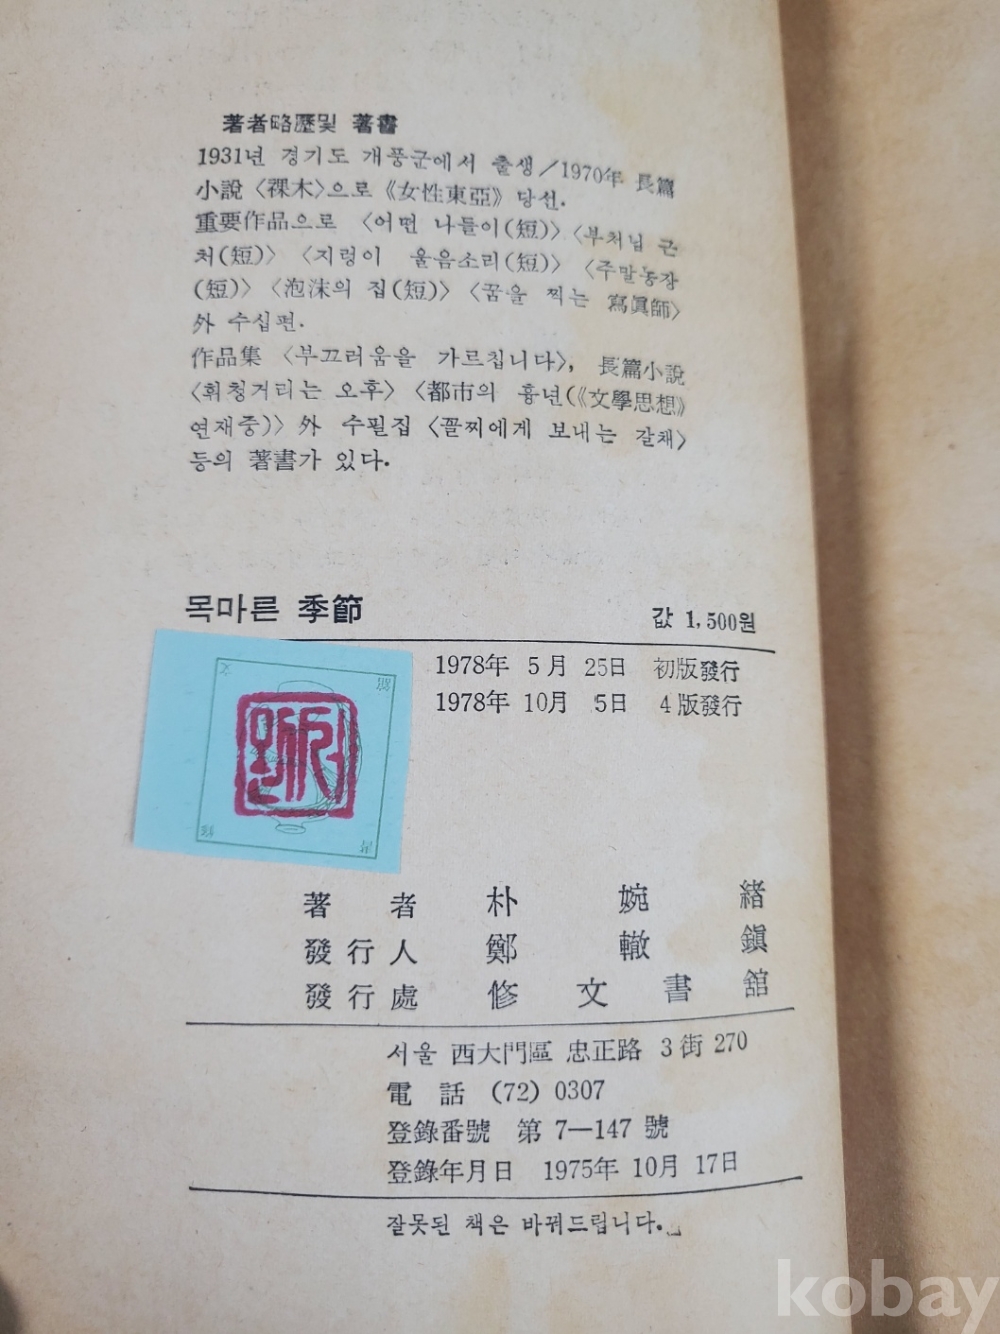 著者略歷및 著書
1931년 경기도 개풍군에서 출생/1970年 長篇
小說〈裸木〉으로《女性東亞》당선.
重要作品으로 〈어떤 나들이(短)〉〈부처님 근
처(短)〉 〈지렁이 울음소리(短)〉 〈주말농장
(短)〉〈泡沫의 집(短)〉〈꿈을 찍는 寫眞師〉
外 수십편.
作品集 〈부끄러움을 가르칩니다〉, 長篇小說
〈휘청거리는 오후〉〈都市의 흉년(《文學思想》
연재중)〉外 수필집〈꼴찌에게 보내는 갈채〉
등의 著書가 있다.
목마른 季節 값 1,500원
1978年 5月 25日 初版發行
1978年 10月 5日 4版發行
著者 朴婉緖
發行人 鄭轍鎭
發行處 修文書館
서울 西大門區 忠正路 3街 270
電話 (72) 0307
登錄番號 第 7—147 號
登錄年月日 1975年 10月 17日
잘못된 책은 바꿔드립니다.
kobay